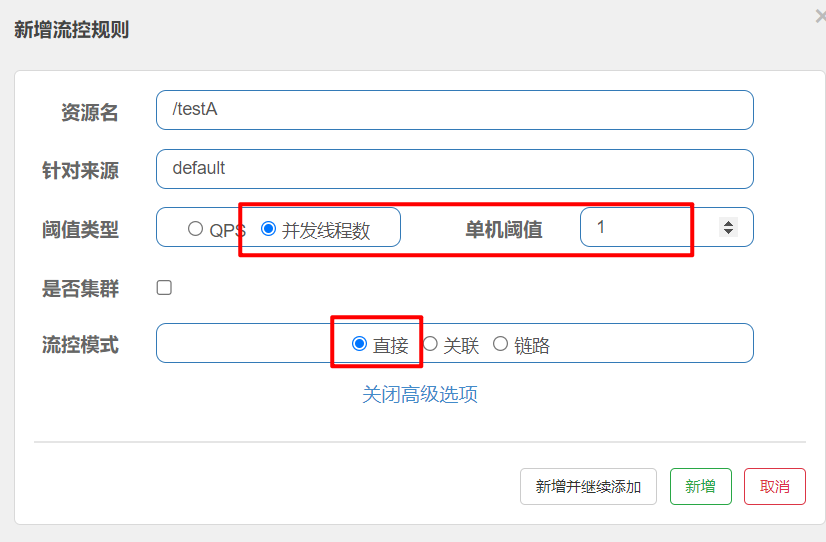 新增流控规则
资源名 /testA
针对来源 default
阈值类型 QPS 并发线程数 单机阈值 1
是否集群
流控模式 直接 关联 链路
关闭高级选项
新增并继续添加 新增 取消